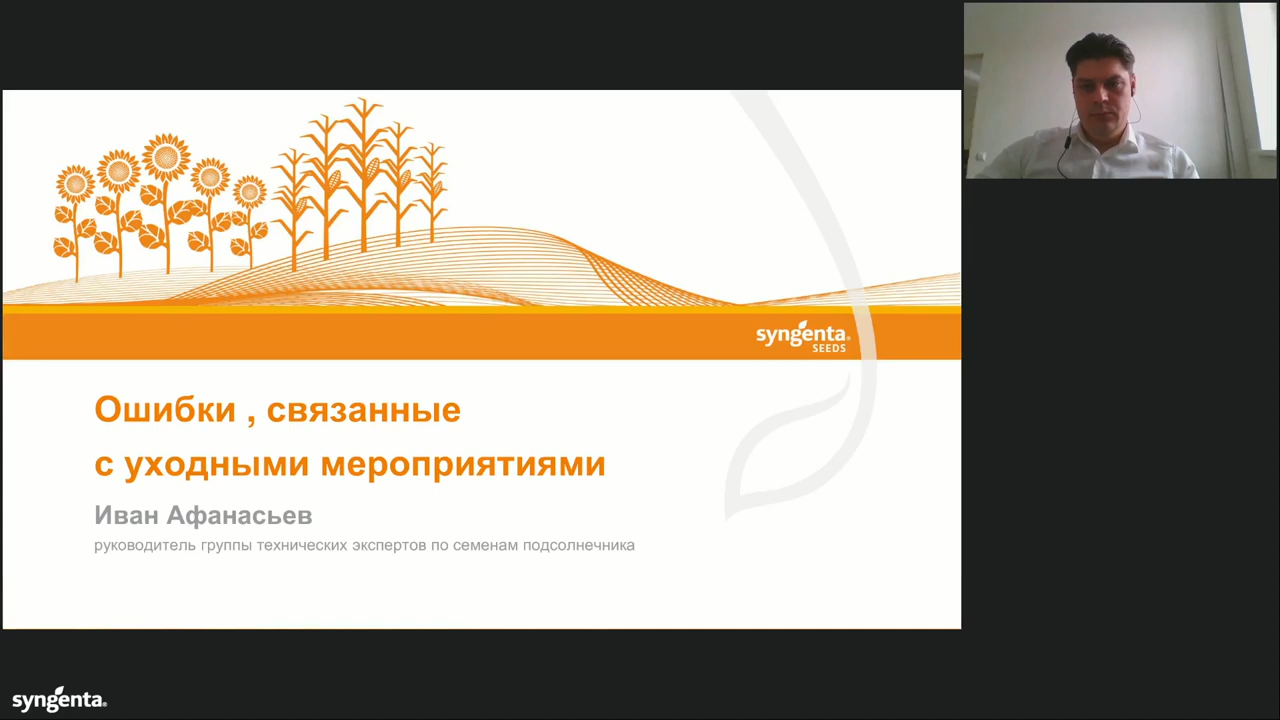 syngenta
SEEDS
Ошибки , связанные
с уходными мероприятиями
Иван Афанасьев
руководитель группы технических экспертов по семенам подсолнечника
syngenta